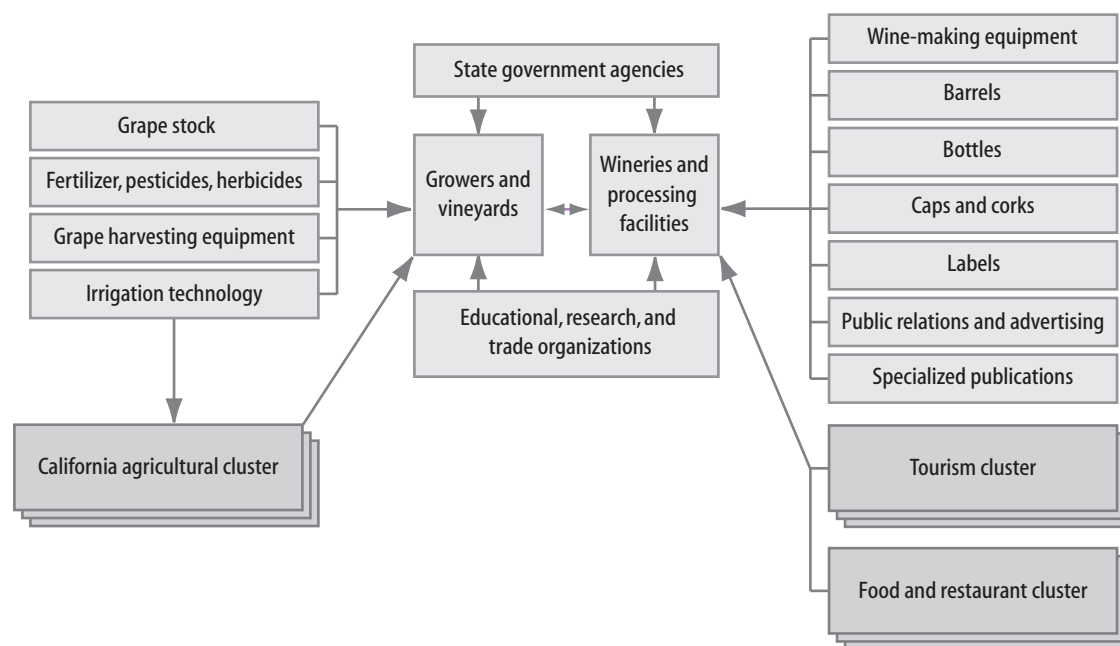 State government agencies
Grape stock
Fertilizer, pesticides, herbicides
Grape harvesting equipment
Irrigation technology
California agricultural cluster
Growers and
vineyards
Wineries and
processing
facilities
Educational, research, and
trade organizations
Wine-making equipment
Barrels
Bottles
Caps and corks
Labels
Public relations and advertising
Specialized publications
Tourism cluster
Food and restaurant cluster